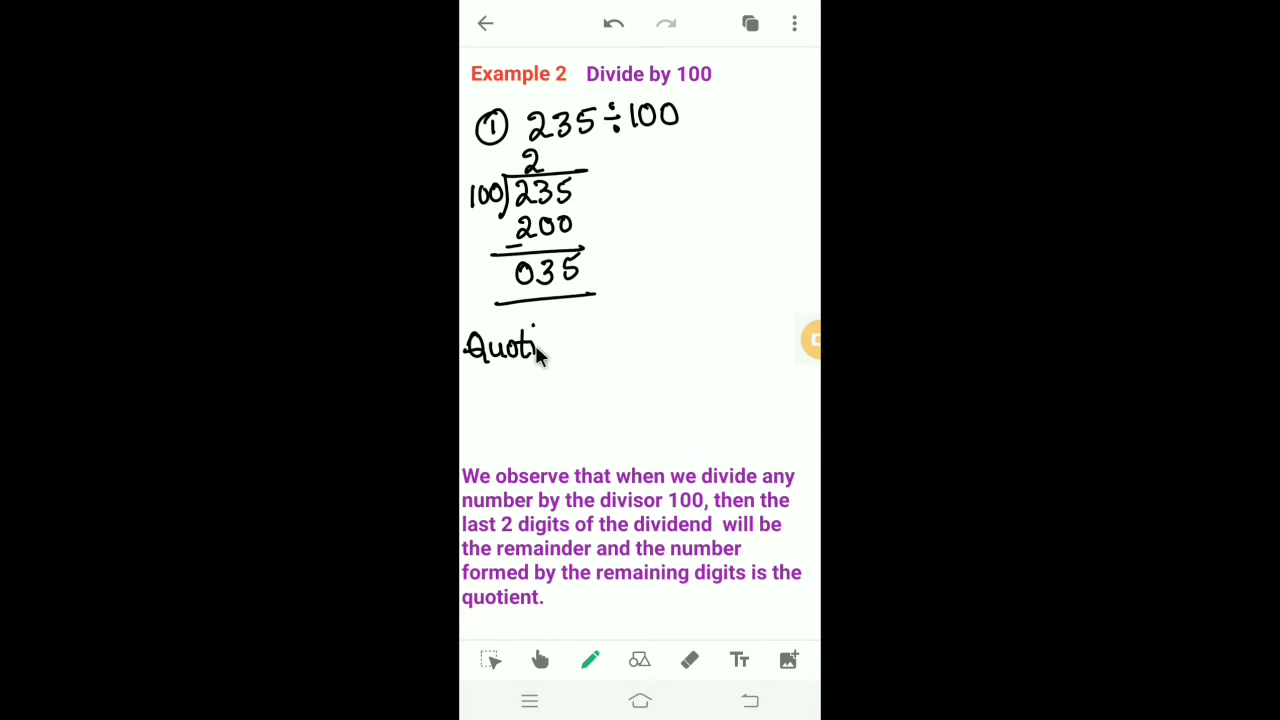 Example 2 Divide by 100
① 235÷100
2
100)235
200
-
035
Quoti
We observe that when we divide any
number by the divisor 100, then the
last 2 digits of the dividend will be
the remainder and the number
formed by the remaining digits is the
quotient.
Tт